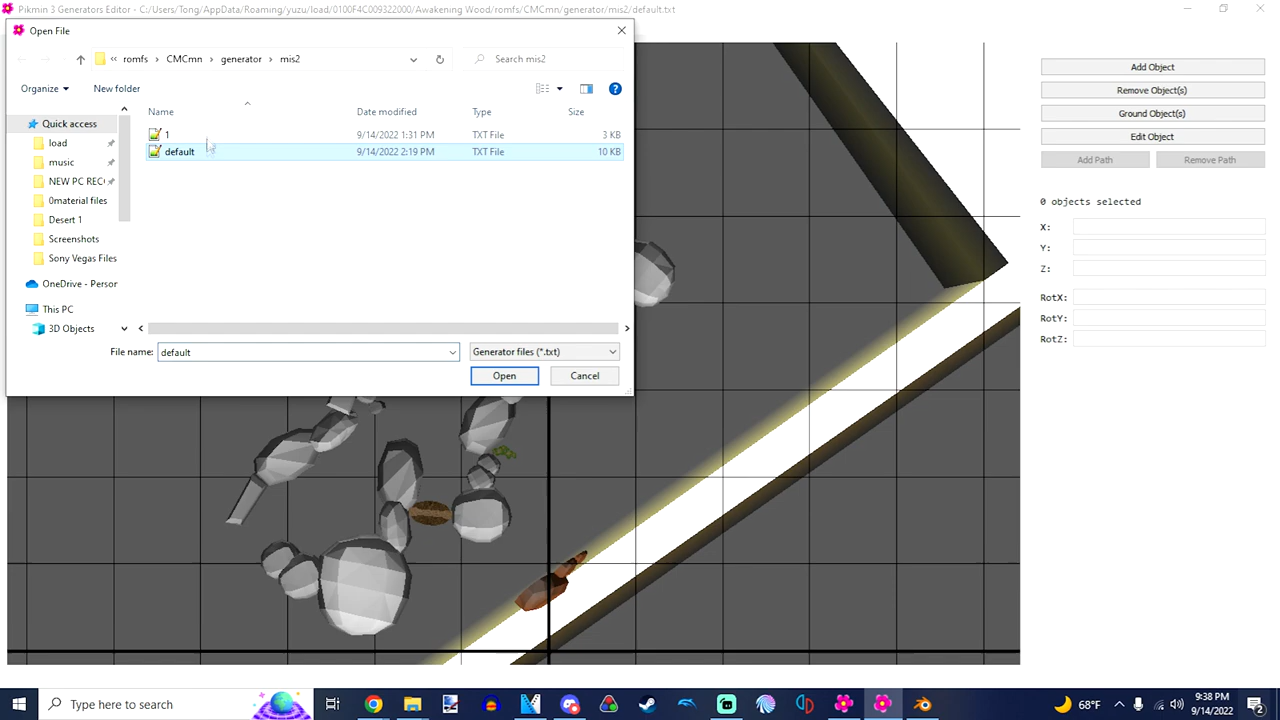 Pikmin 3 Generators Editor - C:/Users/Tong/AppData/Roaming/yuzu/load/0100F4C009322000/Awakening Wood/romfs/CMCmn/generator/mis2/default.txt
Open File
« romfs > CMCmn > generator > mis2
Search mis2
Organize
New folder
Name Date modified Type Size
Quick access
load
music
NEW PC REC
0material files
Desert 1
Screenshots
Sony Vegas Files
OneDrive - Person
This PC
3D Objects
1 9/14/2022 1:31 PM TXT File 3 KB
default 9/14/2022 2:19 PM TXT File 10 KB
File name: default
Generator files (*.txt)
Open
Cancel
Add Object
Remove Object(s)
Ground Object(s)
Edit Object
Add Path
Remove Path
0 objects selected
X:
Y:
Z:
RotX:
RotY:
RotZ:
Type here to search
68°F
9:38 PM
9/14/2022
2